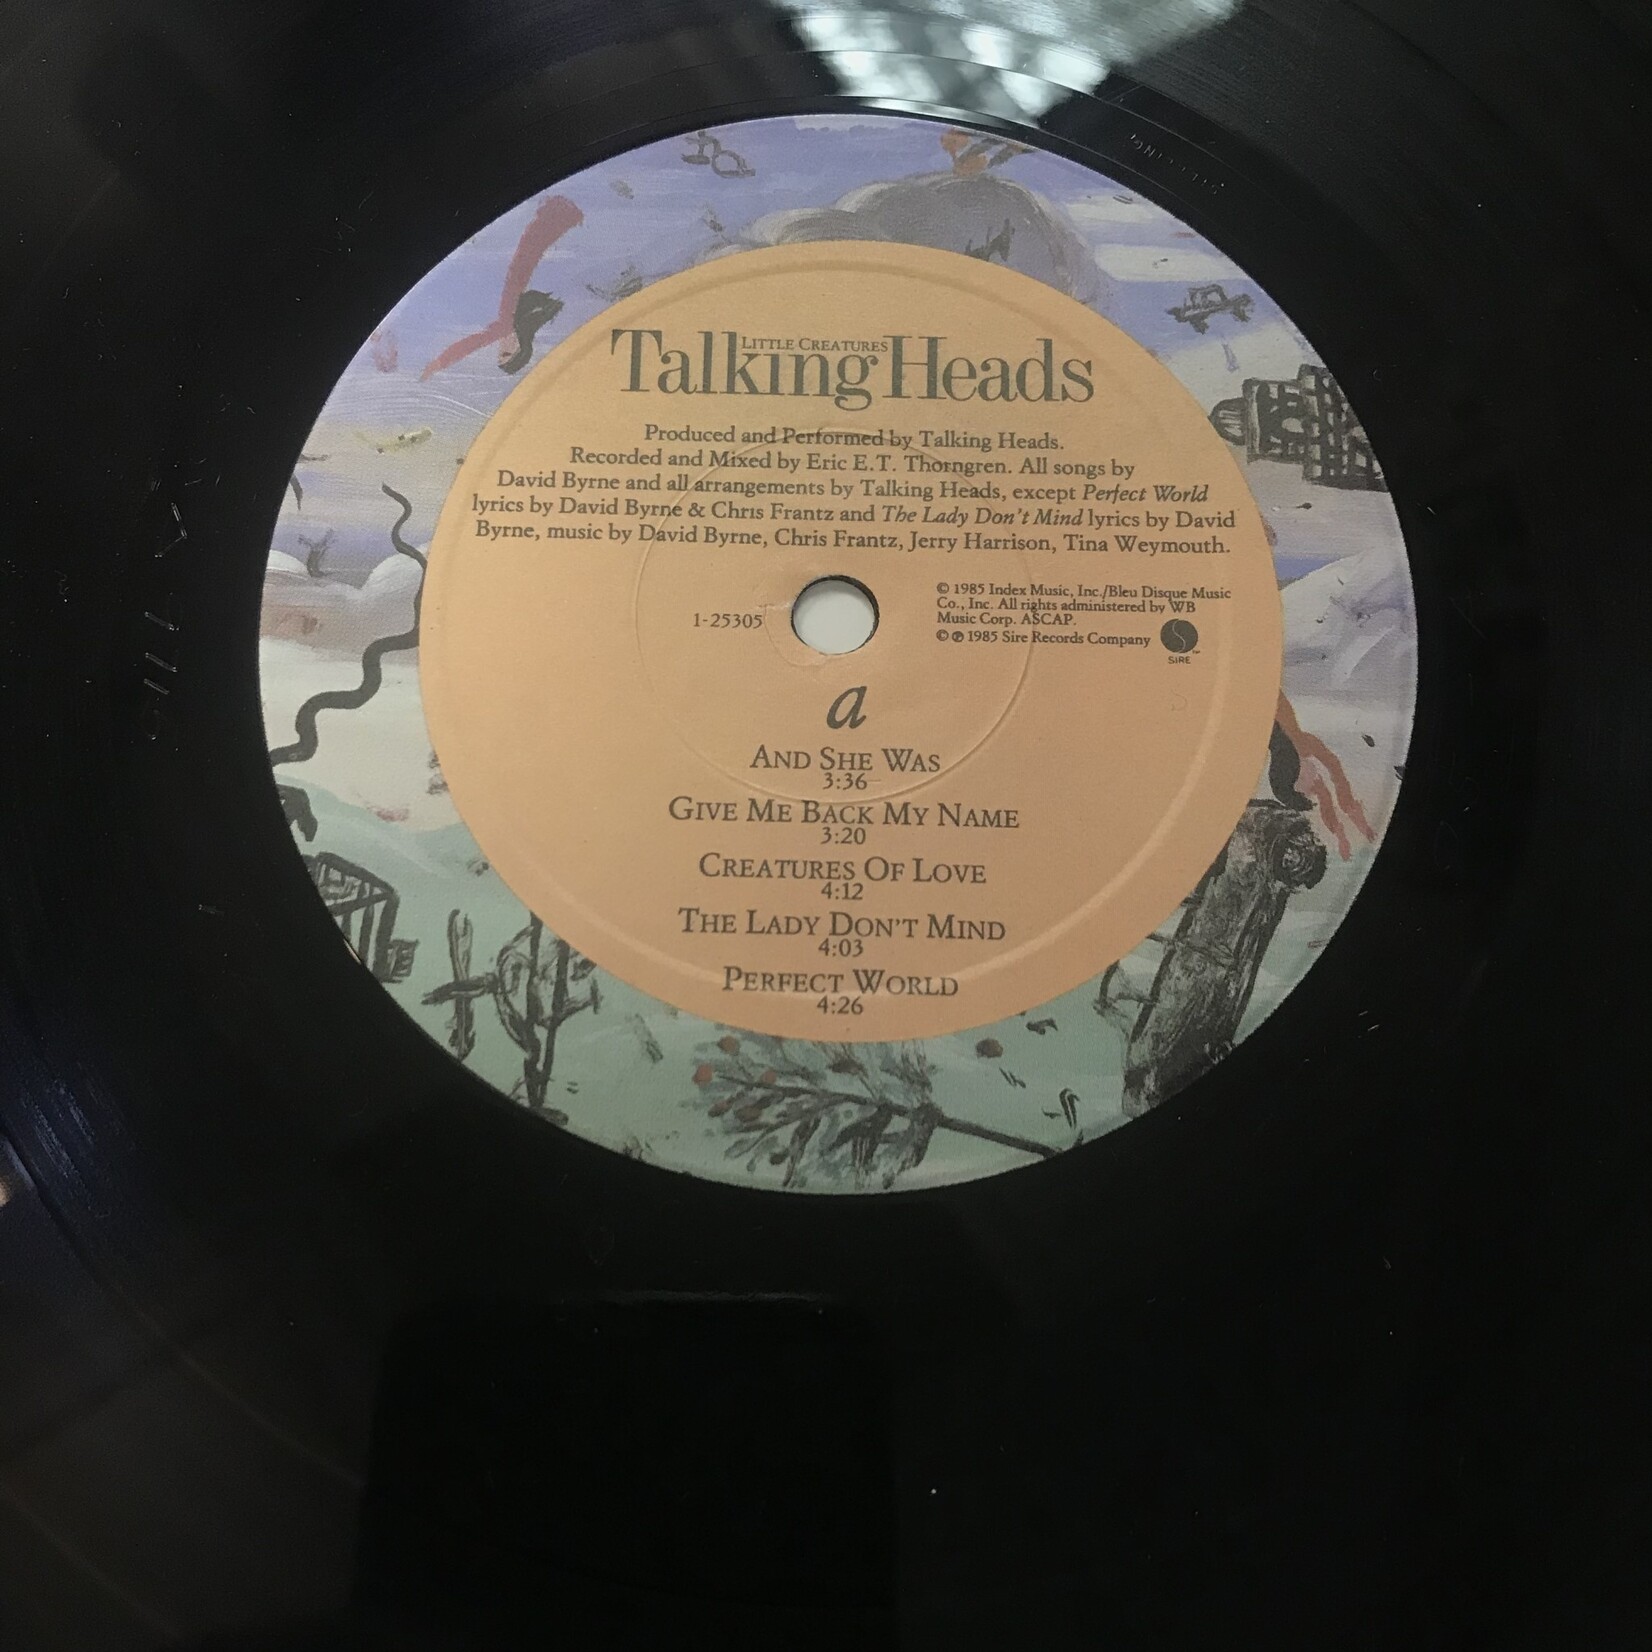 LITTLE CREATURES
Talking Heads
Produced and Performed by Talking Heads.
Recorded and Mixed by Eric E.T. Thorngren. All songs by
David Byrne and all arrangements by Talking Heads, except Perfect World
lyrics by David Byrne & Chris Frantz and The Lady Don't Mind lyrics by David
Byrne, music by David Byrne, Chris Frantz, Jerry Harrison, Tina Weymouth.
1-25305
© 1985 Index Music, Inc./Bleu Disque Music
Co., Inc. All rights administered by WB
Music Corp. ASCAP.
© ℗ 1985 Sire Records Company
SIRE™
a
AND SHE WAS
3:36
GIVE ME BACK MY NAME
3:20
CREATURES OF LOVE
4:12
THE LADY DON'T MIND
4:03
PERFECT WORLD
4:26